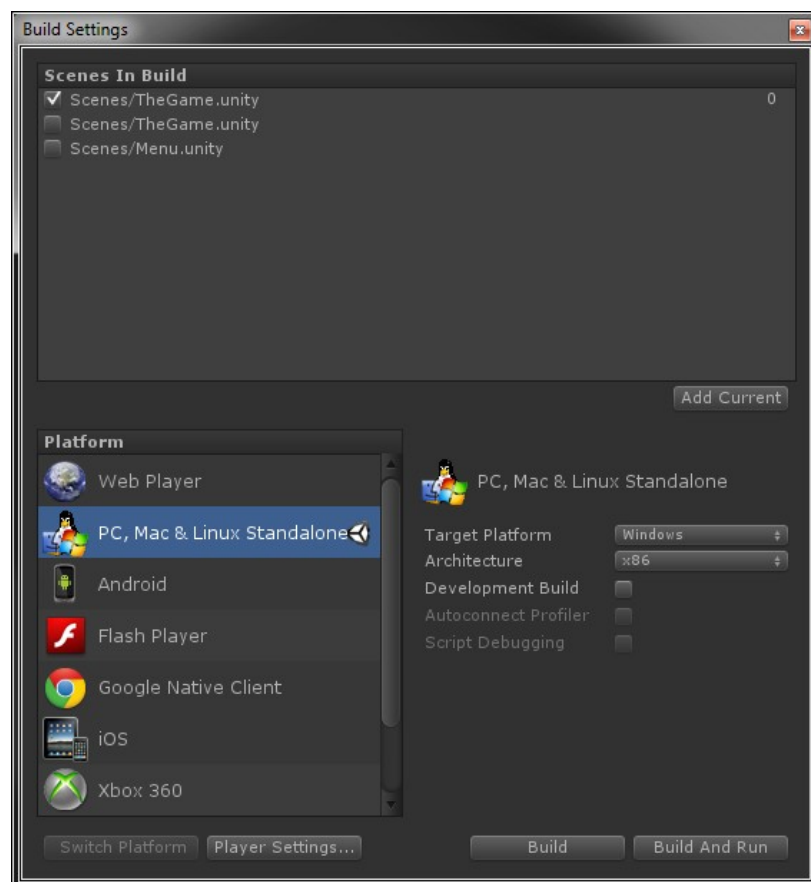 Build Settings
Scenes In Build
Scenes/TheGame.unity 0
Scenes/TheGame.unity
Scenes/Menu.unity
Add Current
Platform
Web Player
PC, Mac & Linux Standalone
Android
Flash Player
Google Native Client
iOS
Xbox 360
PC, Mac & Linux Standalone
Target Platform Windows
Architecture x86
Development Build
Autoconnect Profiler
Script Debugging
Switch Platform Player Settings... Build Build And Run